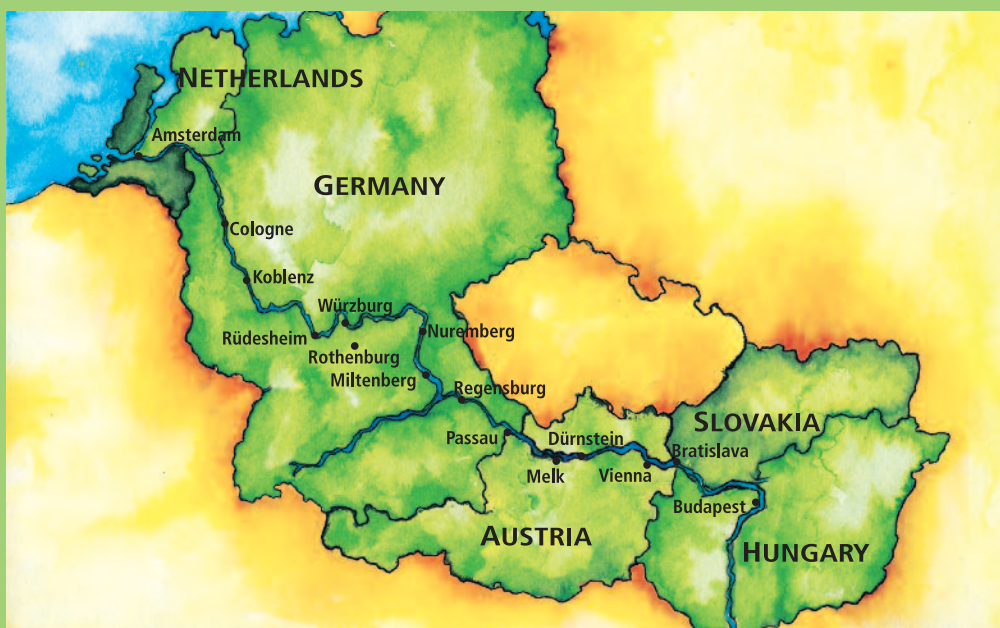 NETHERLANDS
Amsterdam
GERMANY
Cologne
Koblenz
Würzburg
Rüdesheim
Nuremberg
Rothenburg
Miltenberg
Regensburg
Passau
Dürnstein
SLOVAKIA
Bratislava
Melk
Vienna
Budapest
AUSTRIA
HUNGARY